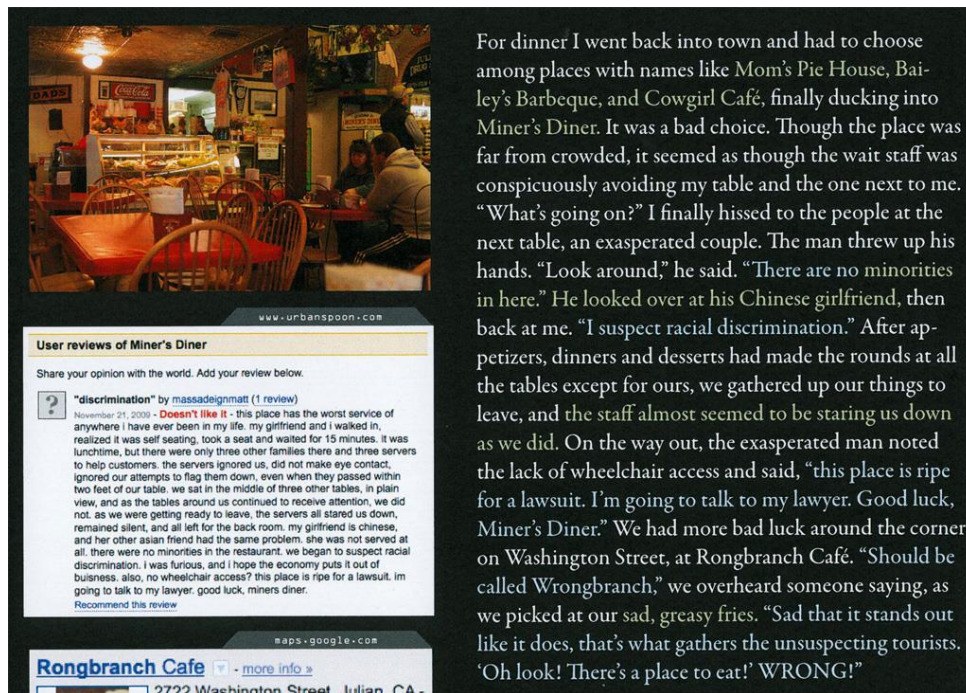 DADS
Coca-Cola
JUL
DRUG
MINER'S DINER
www.urbanspoon.com
User reviews of Miner's Diner
Share your opinion with the world. Add your review below.
?
"discrimination" by massadeignmatt (1 review)
November 21, 2009 - Doesn't like it - this place has the worst service of
anywhere i have ever been in my life. my girlfriend and i walked in,
realized it was self seating, took a seat and waited for 15 minutes. it was
lunchtime, but there were only three other families there and three servers
to help customers. the servers ignored us, did not make eye contact,
ignored our attempts to flag them down, even when they passed within
two feet of our table. we sat in the middle of three other tables, in plain
view, and as the tables around us continued to receive attention, we did
not. as we were getting ready to leave, the servers all stared us down,
remained silent, and all left for the back room. my girlfriend is chinese,
and her other asian friend had the same problem. she was not served at
all. there were no minorities in the restaurant. we began to suspect racial
discrimination. i was furious, and i hope the economy puts it out of
buisness. also, no wheelchair access? this place is ripe for a lawsuit. im
going to talk to my lawyer. good luck, miners diner.
Recommend this review
maps.google.com
Rongbranch Cafe - more info »
2722 Washington Street, Julian, CA -
For dinner I went back into town and had to choose
among places with names like Mom's Pie House, Bai-
ley's Barbeque, and Cowgirl Café, finally ducking into
Miner's Diner. It was a bad choice. Though the place was
far from crowded, it seemed as though the wait staff was
conspicuously avoiding my table and the one next to me.
"What's going on?" I finally hissed to the people at the
next table, an exasperated couple. The man threw up his
hands. "Look around," he said. "There are no minorities
in here." He looked over at his Chinese girlfriend, then
back at me. "I suspect racial discrimination." After ap-
petizers, dinners and desserts had made the rounds at all
the tables except for ours, we gathered up our things to
leave, and the staff almost seemed to be staring us down
as we did. On the way out, the exasperated man noted
the lack of wheelchair access and said, "this place is ripe
for a lawsuit. I'm going to talk to my lawyer. Good luck,
Miner's Diner." We had more bad luck around the corner
on Washington Street, at Rongbranch Café. "Should be
called Wrongbranch," we overheard someone saying, as
we picked at our sad, greasy fries. "Sad that it stands out
like it does, that's what gathers the unsuspecting tourists.
'Oh look! There's a place to eat!' WRONG!"